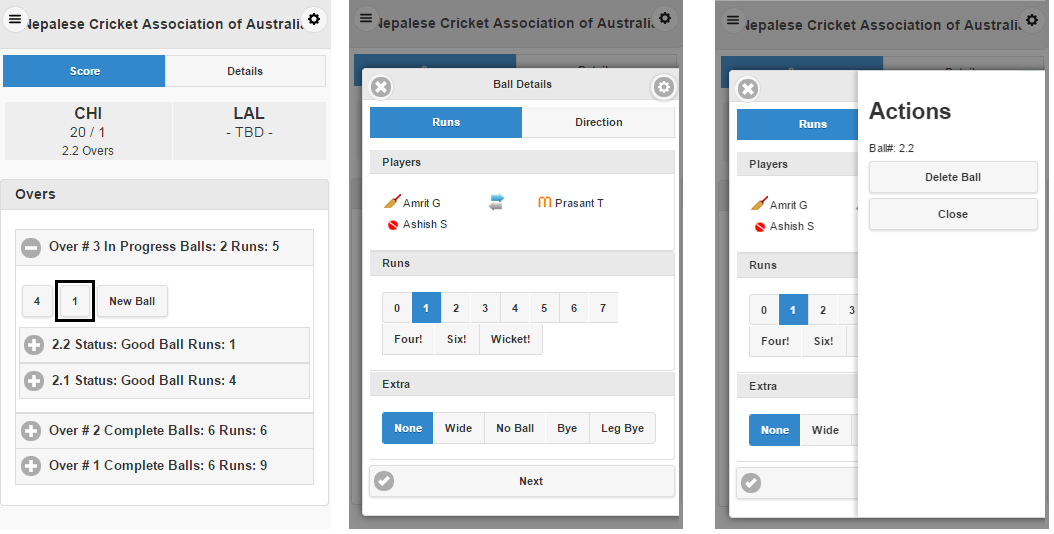 Nepalese Cricket Association of Australi
Score Details
CHI LAL
20 / 1 - TBD -
2.2 Overs
Overs
Over # 3 In Progress Balls: 2 Runs: 5
4 1 New Ball
2.2 Status: Good Ball Runs: 1
2.1 Status: Good Ball Runs: 4
Over # 2 Complete Balls: 6 Runs: 6
Over # 1 Complete Balls: 6 Runs: 9
Nepalese Cricket Association of Australi
Ball Details
Runs Direction
Players
Amrit G Prasant T
Ashish S
Runs
0 1 2 3 4 5 6 7
Four! Six! Wicket!
Extra
None Wide No Ball Bye Leg Bye
Next
Nepalese Cricket Association of Australi
Runs
Players
Amrit G
Ashish S
Runs
0 1 2 3
Four! Six!
Extra
None Wide
Actions
Ball#: 2.2
Delete Ball
Close